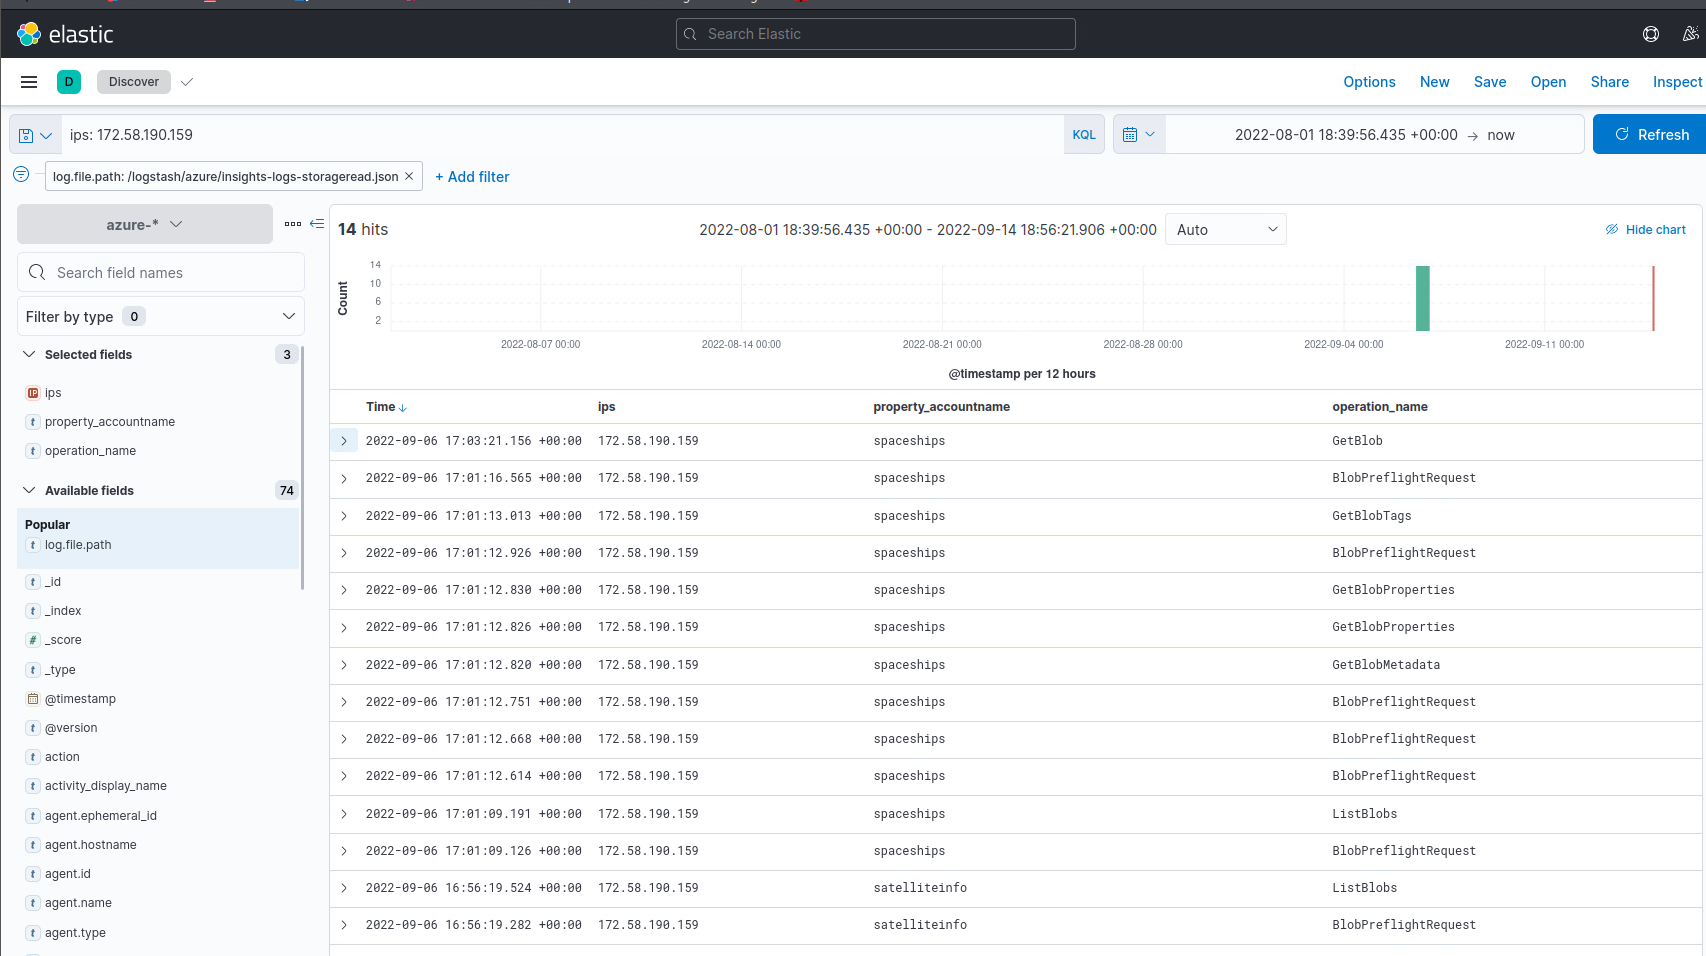 elastic
Search Elastic
D
Discover
Options New Save Open Share Inspect
ips: 172.58.190.159
KQL
2022-08-01 18:39:56.435 +00:00 → now
Refresh
log.file.path: /logstash/azure/insights-logs-storageread.json ×
+ Add filter
azure-*
Search field names
Filter by type 0
Selected fields 3
ips
property_accountname
operation_name
Available fields 74
Popular
log.file.path
_id
_index
_score
_type
@timestamp
@version
action
activity_display_name
agent.ephemeral_id
agent.hostname
agent.id
agent.name
agent.type
14 hits
2022-08-01 18:39:56.435 +00:00 - 2022-09-14 18:56:21.906 +00:00
Auto
Hide chart
Count
14
10
6
2
2022-08-07 00:00 2022-08-14 00:00 2022-08-21 00:00 2022-08-28 00:00 2022-09-04 00:00 2022-09-11 00:00
@timestamp per 12 hours
Time ips property_accountname operation_name
2022-09-06 17:03:21.156 +00:00 172.58.190.159 spaceships GetBlob
2022-09-06 17:01:16.565 +00:00 172.58.190.159 spaceships BlobPreflightRequest
2022-09-06 17:01:13.013 +00:00 172.58.190.159 spaceships GetBlobTags
2022-09-06 17:01:12.926 +00:00 172.58.190.159 spaceships BlobPreflightRequest
2022-09-06 17:01:12.830 +00:00 172.58.190.159 spaceships GetBlobProperties
2022-09-06 17:01:12.826 +00:00 172.58.190.159 spaceships GetBlobProperties
2022-09-06 17:01:12.820 +00:00 172.58.190.159 spaceships GetBlobMetadata
2022-09-06 17:01:12.751 +00:00 172.58.190.159 spaceships BlobPreflightRequest
2022-09-06 17:01:12.668 +00:00 172.58.190.159 spaceships BlobPreflightRequest
2022-09-06 17:01:12.614 +00:00 172.58.190.159 spaceships BlobPreflightRequest
2022-09-06 17:01:09.191 +00:00 172.58.190.159 spaceships ListBlobs
2022-09-06 17:01:09.126 +00:00 172.58.190.159 spaceships BlobPreflightRequest
2022-09-06 16:56:19.524 +00:00 172.58.190.159 satelliteinfo ListBlobs
2022-09-06 16:56:19.282 +00:00 172.58.190.159 satelliteinfo BlobPreflightRequest